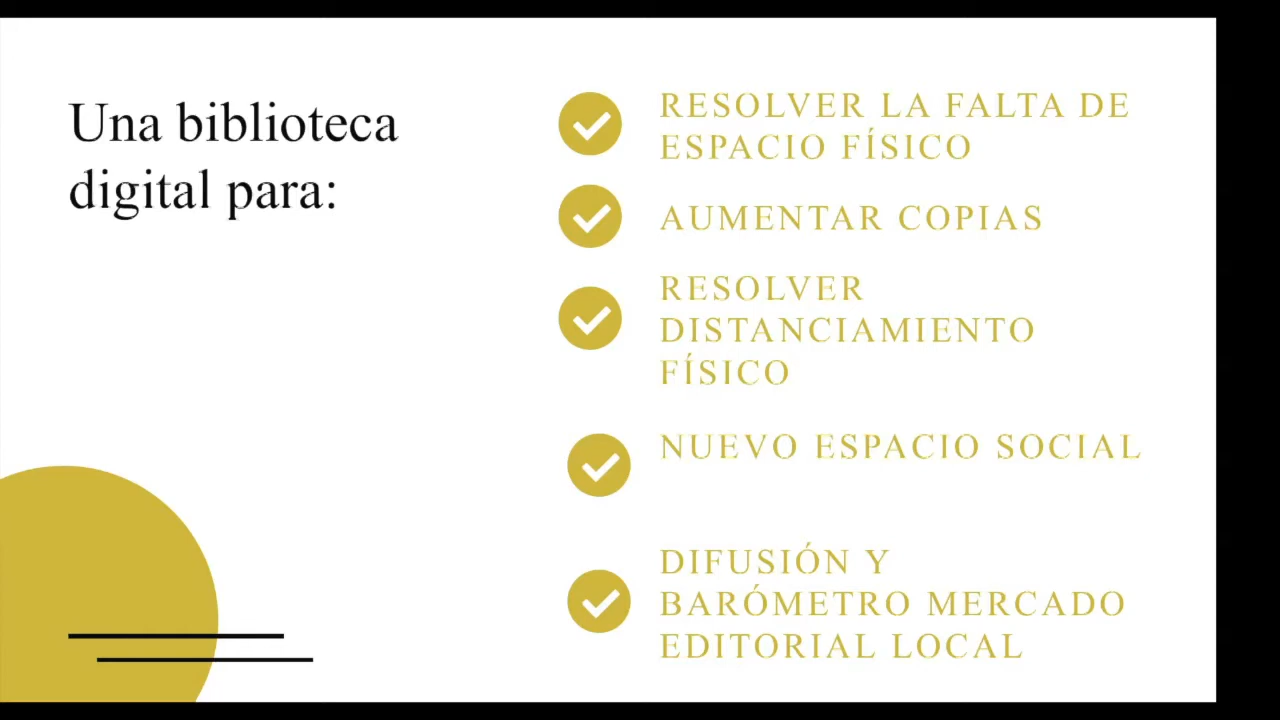 Una biblioteca
digital para:
RESOLVER LA FALTA DE
ESPACIO FÍSICO
AUMENTAR COPIAS
RESOLVER
DISTANCIAMIENTO
FÍSICO
NUEVO ESPACIO SOCIAL
DIFUSIÓN Y
BARÓMETRO MERCADO
EDITORIAL LOCAL